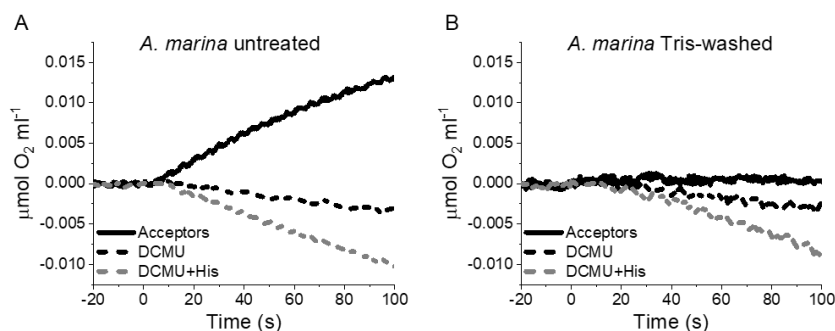 A
A. marina untreated
0.015
0.010
0.005
0.000
-0.005
-0.010
μmol O₂ ml⁻¹
Acceptors
DCMU
DCMU+His
-20 0 20 40 60 80 100
Time (s)
B
A. marina Tris-washed
0.015
0.010
0.005
0.000
-0.005
-0.010
μmol O₂ ml⁻¹
Acceptors
DCMU
DCMU+His
-20 0 20 40 60 80 100
Time (s)